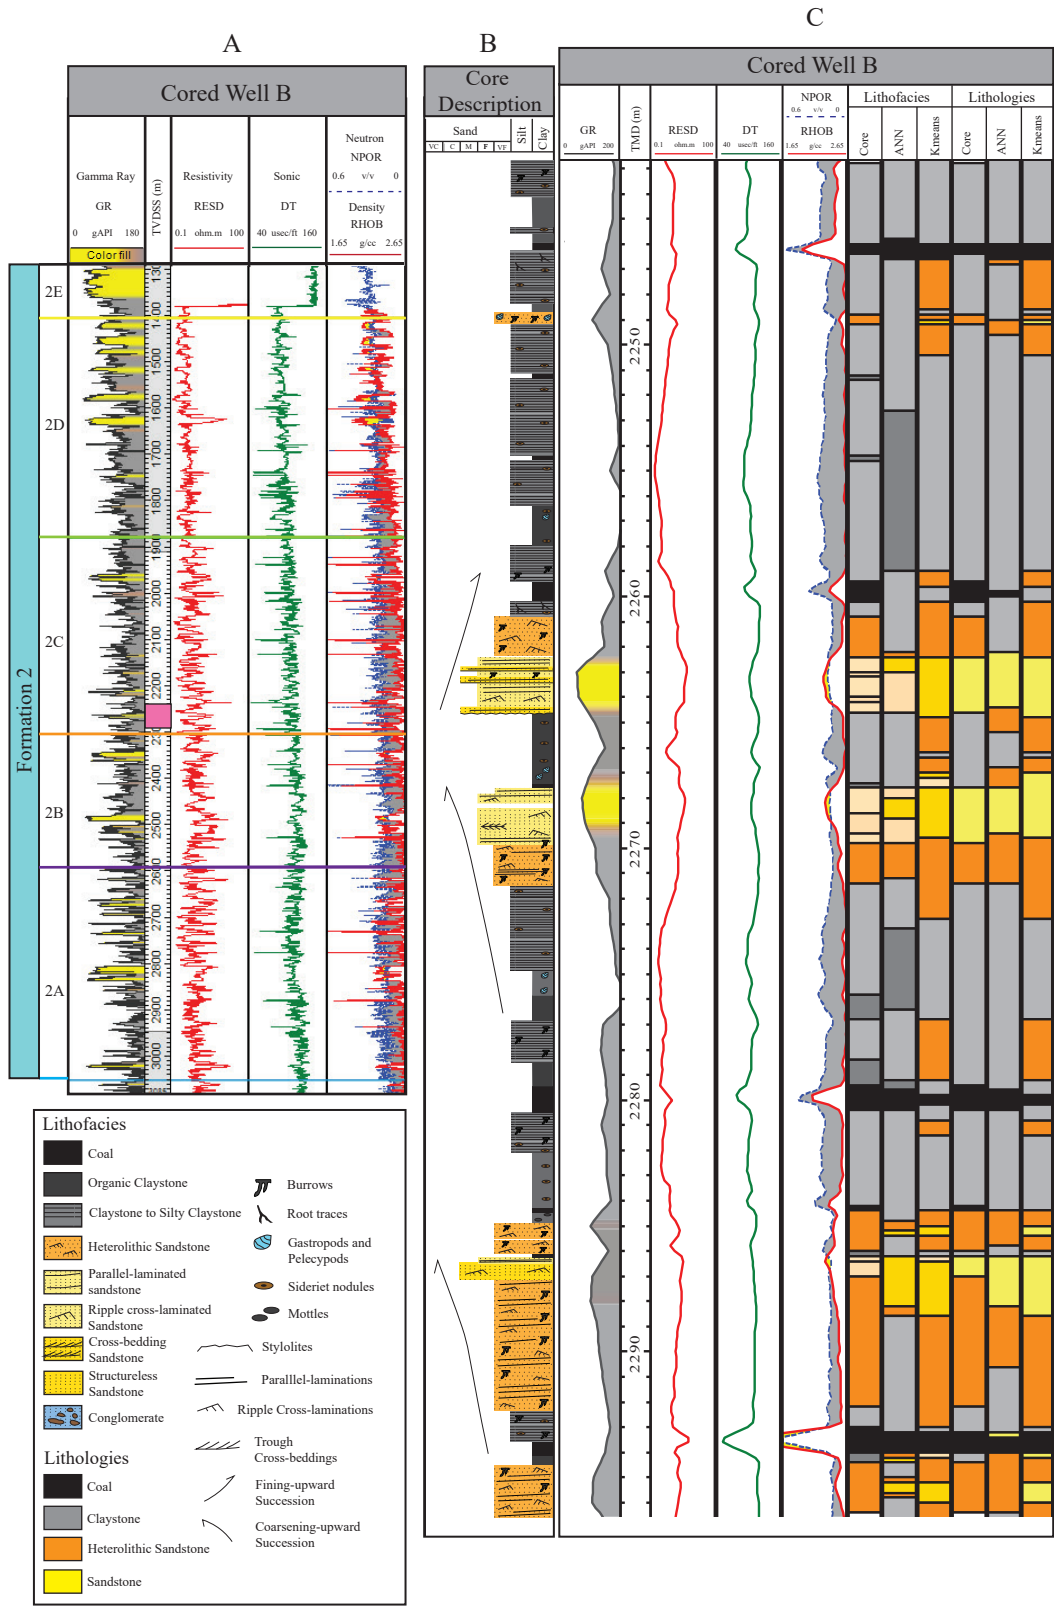 A
B
C
Cored Well B
Core
Description
Cored Well B
Gamma Ray
GR
0 gAPI 180
Color fill
TVDSS (m)
Resistivity
RESD
0.1 ohm.m 100
Sonic
DT
40 usec/ft 160
Neutron
NPOR
0.6 v/v 0
Density
RHOB
1.65 g/cc 2.65
Sand
VC C M F VF
Silt
Clay
GR
0 gAPI 200
TMD (m)
RESD
0.1 ohm.m 100
DT
40 usec/ft 160
NPOR
0.6 v/v 0
RHOB
1.65 g/cc 2.65
Lithofacies
Lithologies
Core
ANN
Kmeans
Core
ANN
Kmeans
Formation 2
2E
2D
2C
2B
2A
1400
1500
1600
1700
1800
1900
2000
2100
2200
2400
2500
2600
2700
2800
2900
3000
2250
2260
2270
2280
2290
Lithofacies
Coal
Organic Claystone
Claystone to Silty Claystone
Heterolithic Sandstone
Parallel-laminated
sandstone
Ripple cross-laminated
Sandstone
Cross-bedding
Sandstone
Structureless
Sandstone
Conglomerate
Lithologies
Coal
Claystone
Heterolithic Sandstone
Sandstone
Burrows
Root traces
Gastropods and
Pelecypods
Sideriet nodules
Mottles
Stylolites
Paralllel-laminations
Ripple Cross-laminations
Trough
Cross-beddings
Fining-upward
Succession
Coarsening-upward
Succession